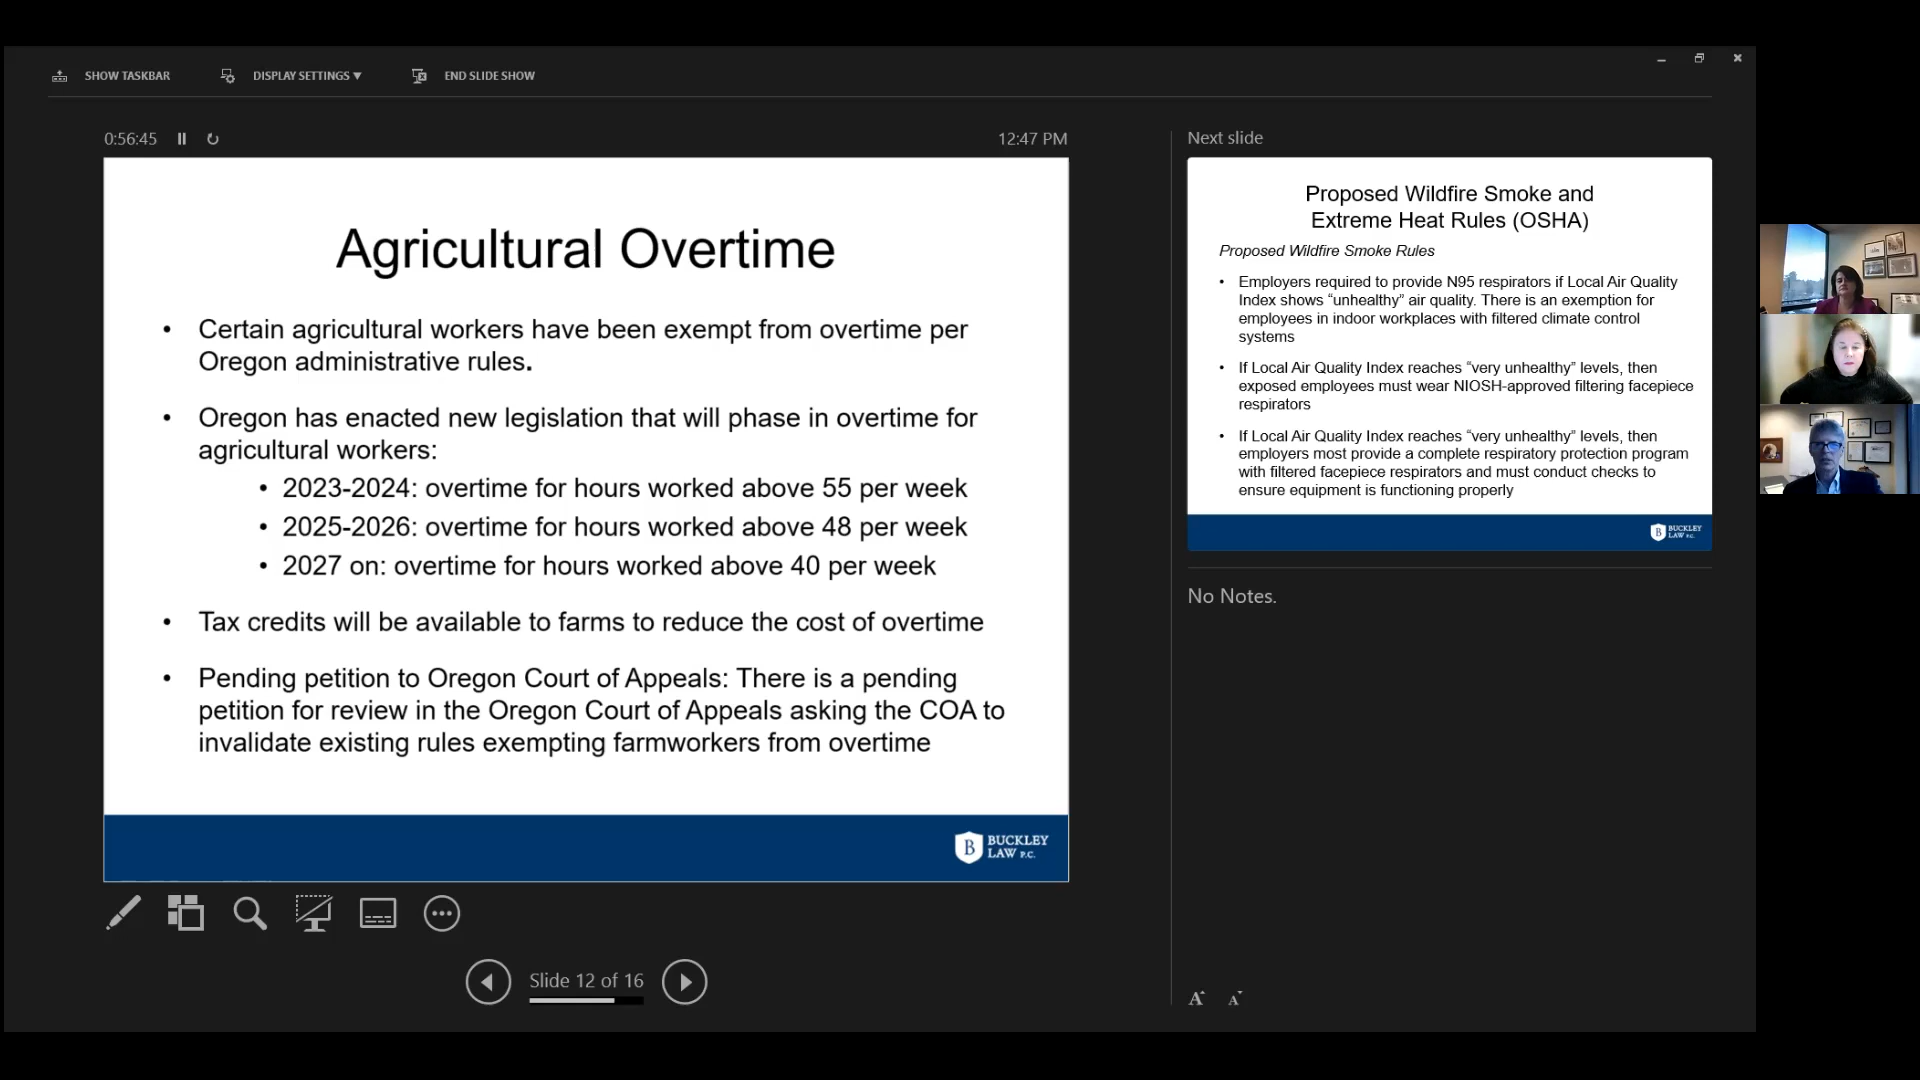 SHOW TASKBAR
DISPLAY SETTINGS ▼
END SLIDE SHOW
0:56:45
12:47 PM
Agricultural Overtime
• Certain agricultural workers have been exempt from overtime per
Oregon administrative rules.
• Oregon has enacted new legislation that will phase in overtime for
agricultural workers:
• 2023-2024: overtime for hours worked above 55 per week
• 2025-2026: overtime for hours worked above 48 per week
• 2027 on: overtime for hours worked above 40 per week
• Tax credits will be available to farms to reduce the cost of overtime
• Pending petition to Oregon Court of Appeals: There is a pending
petition for review in the Oregon Court of Appeals asking the COA to
invalidate existing rules exempting farmworkers from overtime
B BUCKLEY
LAW P.C.
Slide 12 of 16
Next slide
Proposed Wildfire Smoke and
Extreme Heat Rules (OSHA)
Proposed Wildfire Smoke Rules
• Employers required to provide N95 respirators if Local Air Quality
Index shows “unhealthy” air quality. There is an exemption for
employees in indoor workplaces with filtered climate control
systems
• If Local Air Quality Index reaches “very unhealthy” levels, then
exposed employees must wear NIOSH-approved filtering facepiece
respirators
• If Local Air Quality Index reaches “very unhealthy” levels, then
employers most provide a complete respiratory protection program
with filtered facepiece respirators and must conduct checks to
ensure equipment is functioning properly
B BUCKLEY
LAW P.C.
No Notes.
A A